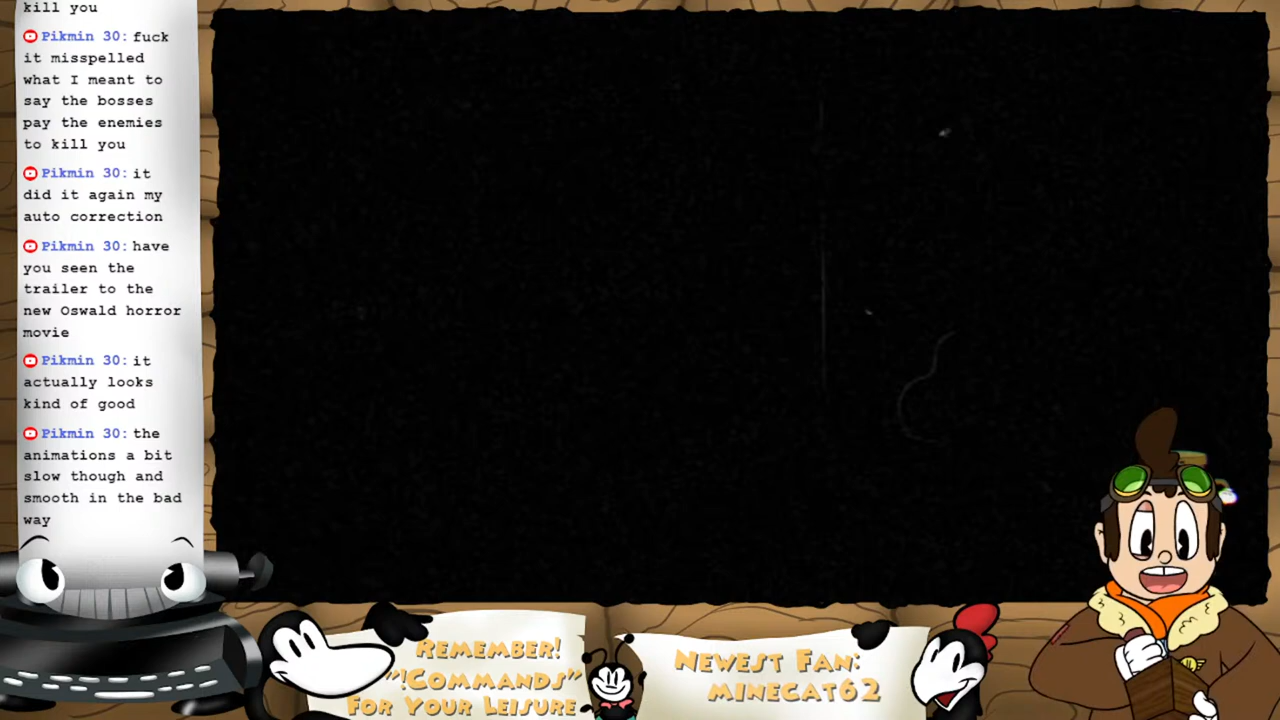 kill you
Pikmin 30: fuck
it misspelled
what I meant to
say the bosses
pay the enemies
to kill you
Pikmin 30: it
did it again my
auto correction
Pikmin 30: have
you seen the
trailer to the
new Oswald horror
movie
Pikmin 30: it
actually looks
kind of good
Pikmin 30: the
animations a bit
slow though and
smooth in the bad
way
Remember!
"!Commands"
For Your Leisure
Newest Fan:
minecat62